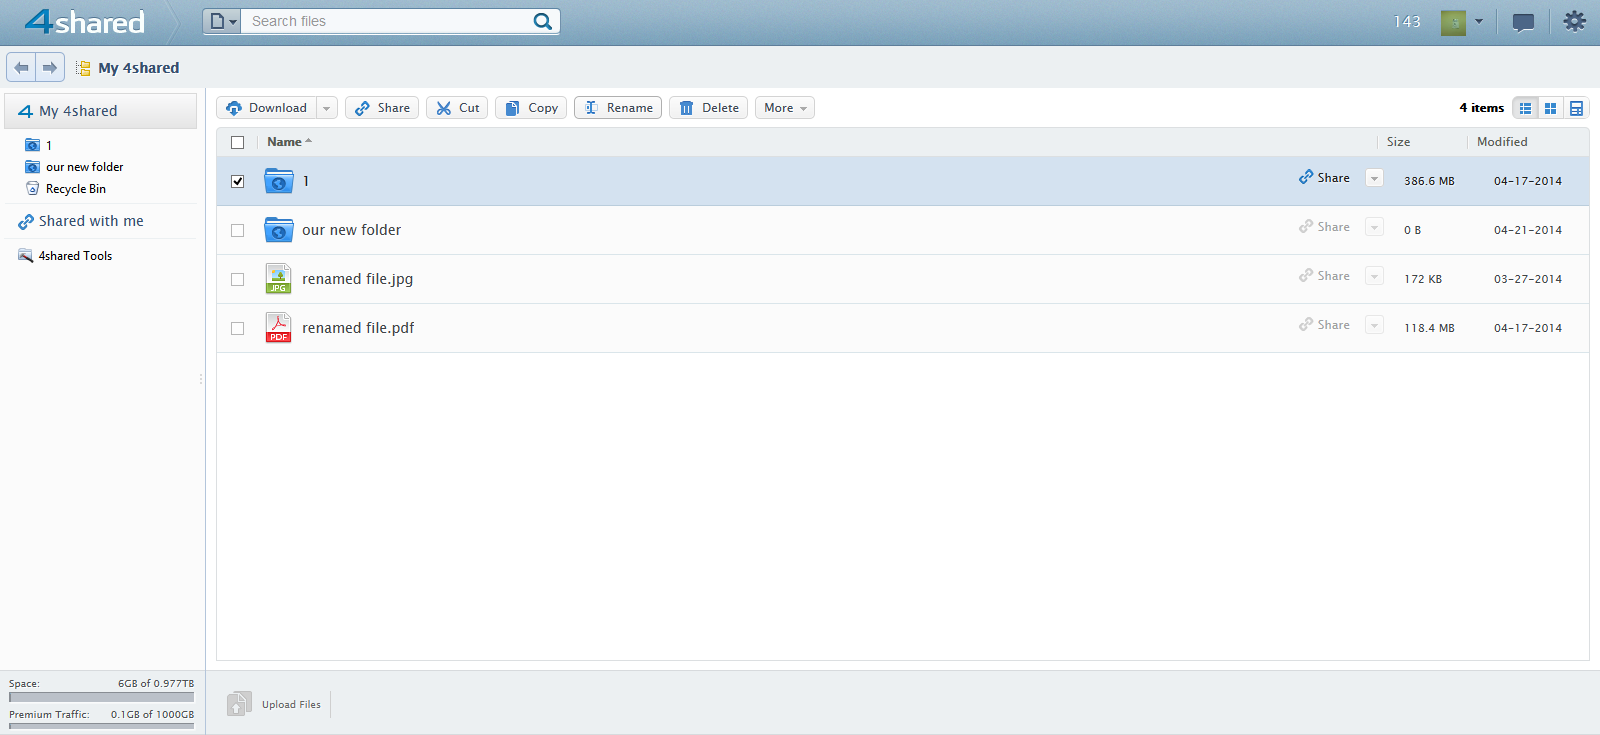 4shared Search files 143
My 4shared
4 My 4shared
1
our new folder
Recycle Bin
Shared with me
4shared Tools
Download Share Cut Copy Rename Delete More 4 items
Name Size Modified
1 Share 386.6 MB 04-17-2014
our new folder Share 0 B 04-21-2014
JPG renamed file.jpg Share 172 KB 03-27-2014
PDF renamed file.pdf Share 118.4 MB 04-17-2014
Space: 6GB of 0.977TB
Premium Traffic: 0.1GB of 1000GB
Upload Files